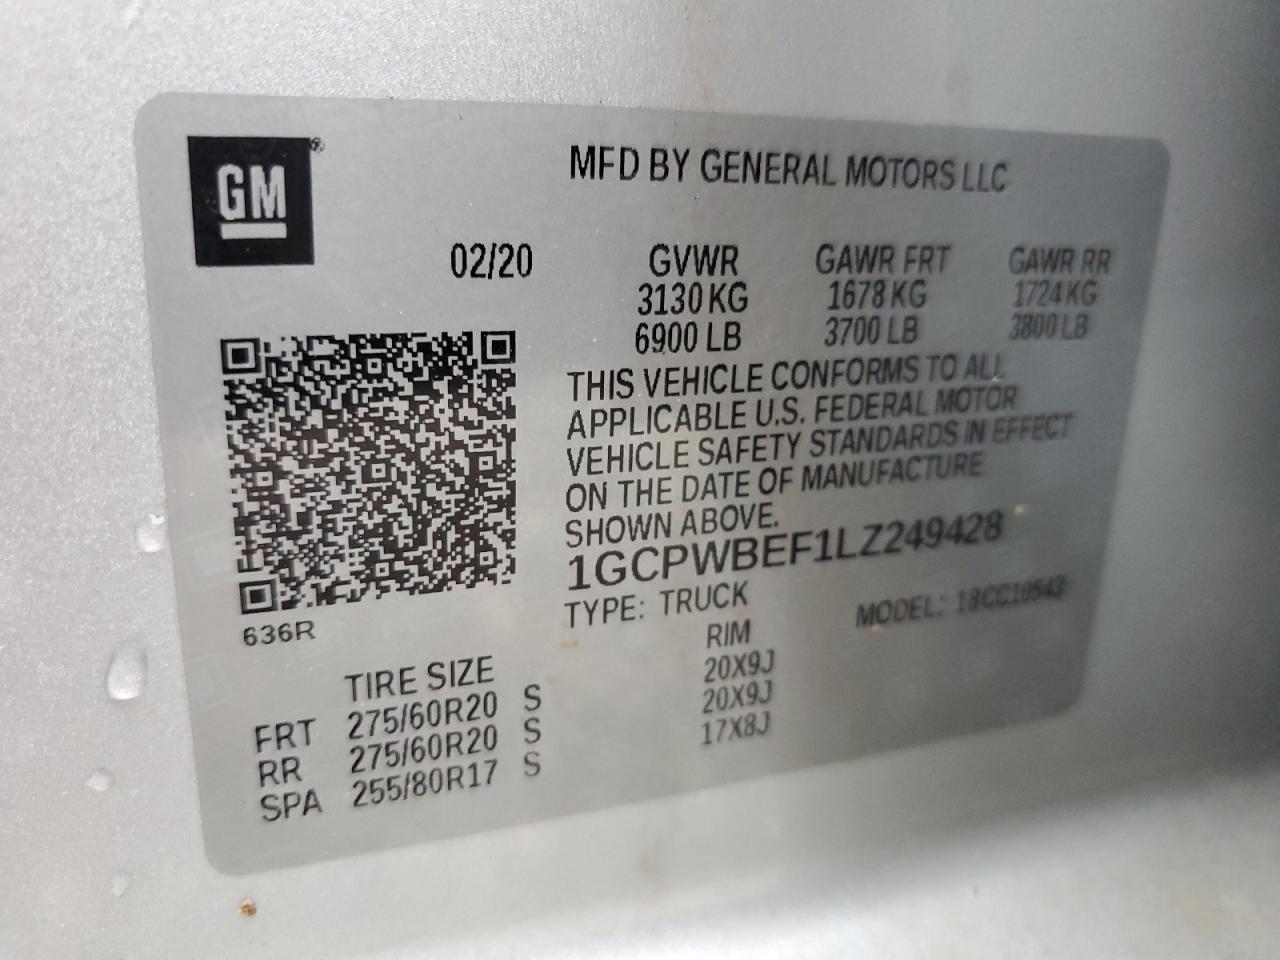 GM®
MFD BY GENERAL MOTORS LLC
02/20 GVWR GAWR FRT GAWR RR
3130 KG 1678 KG 1724 KG
6900 LB 3700 LB 3800 LB
THIS VEHICLE CONFORMS TO ALL
APPLICABLE U.S. FEDERAL MOTOR
VEHICLE SAFETY STANDARDS IN EFFECT
ON THE DATE OF MANUFACTURE
SHOWN ABOVE.
1GCPWBEF1LZ249428
TYPE: TRUCK MODEL: 18CC10543
636R
TIRE SIZE RIM
FRT 275/60R20 S 20X9J
RR 275/60R20 S 20X9J
SPA 255/80R17 S 17X8J